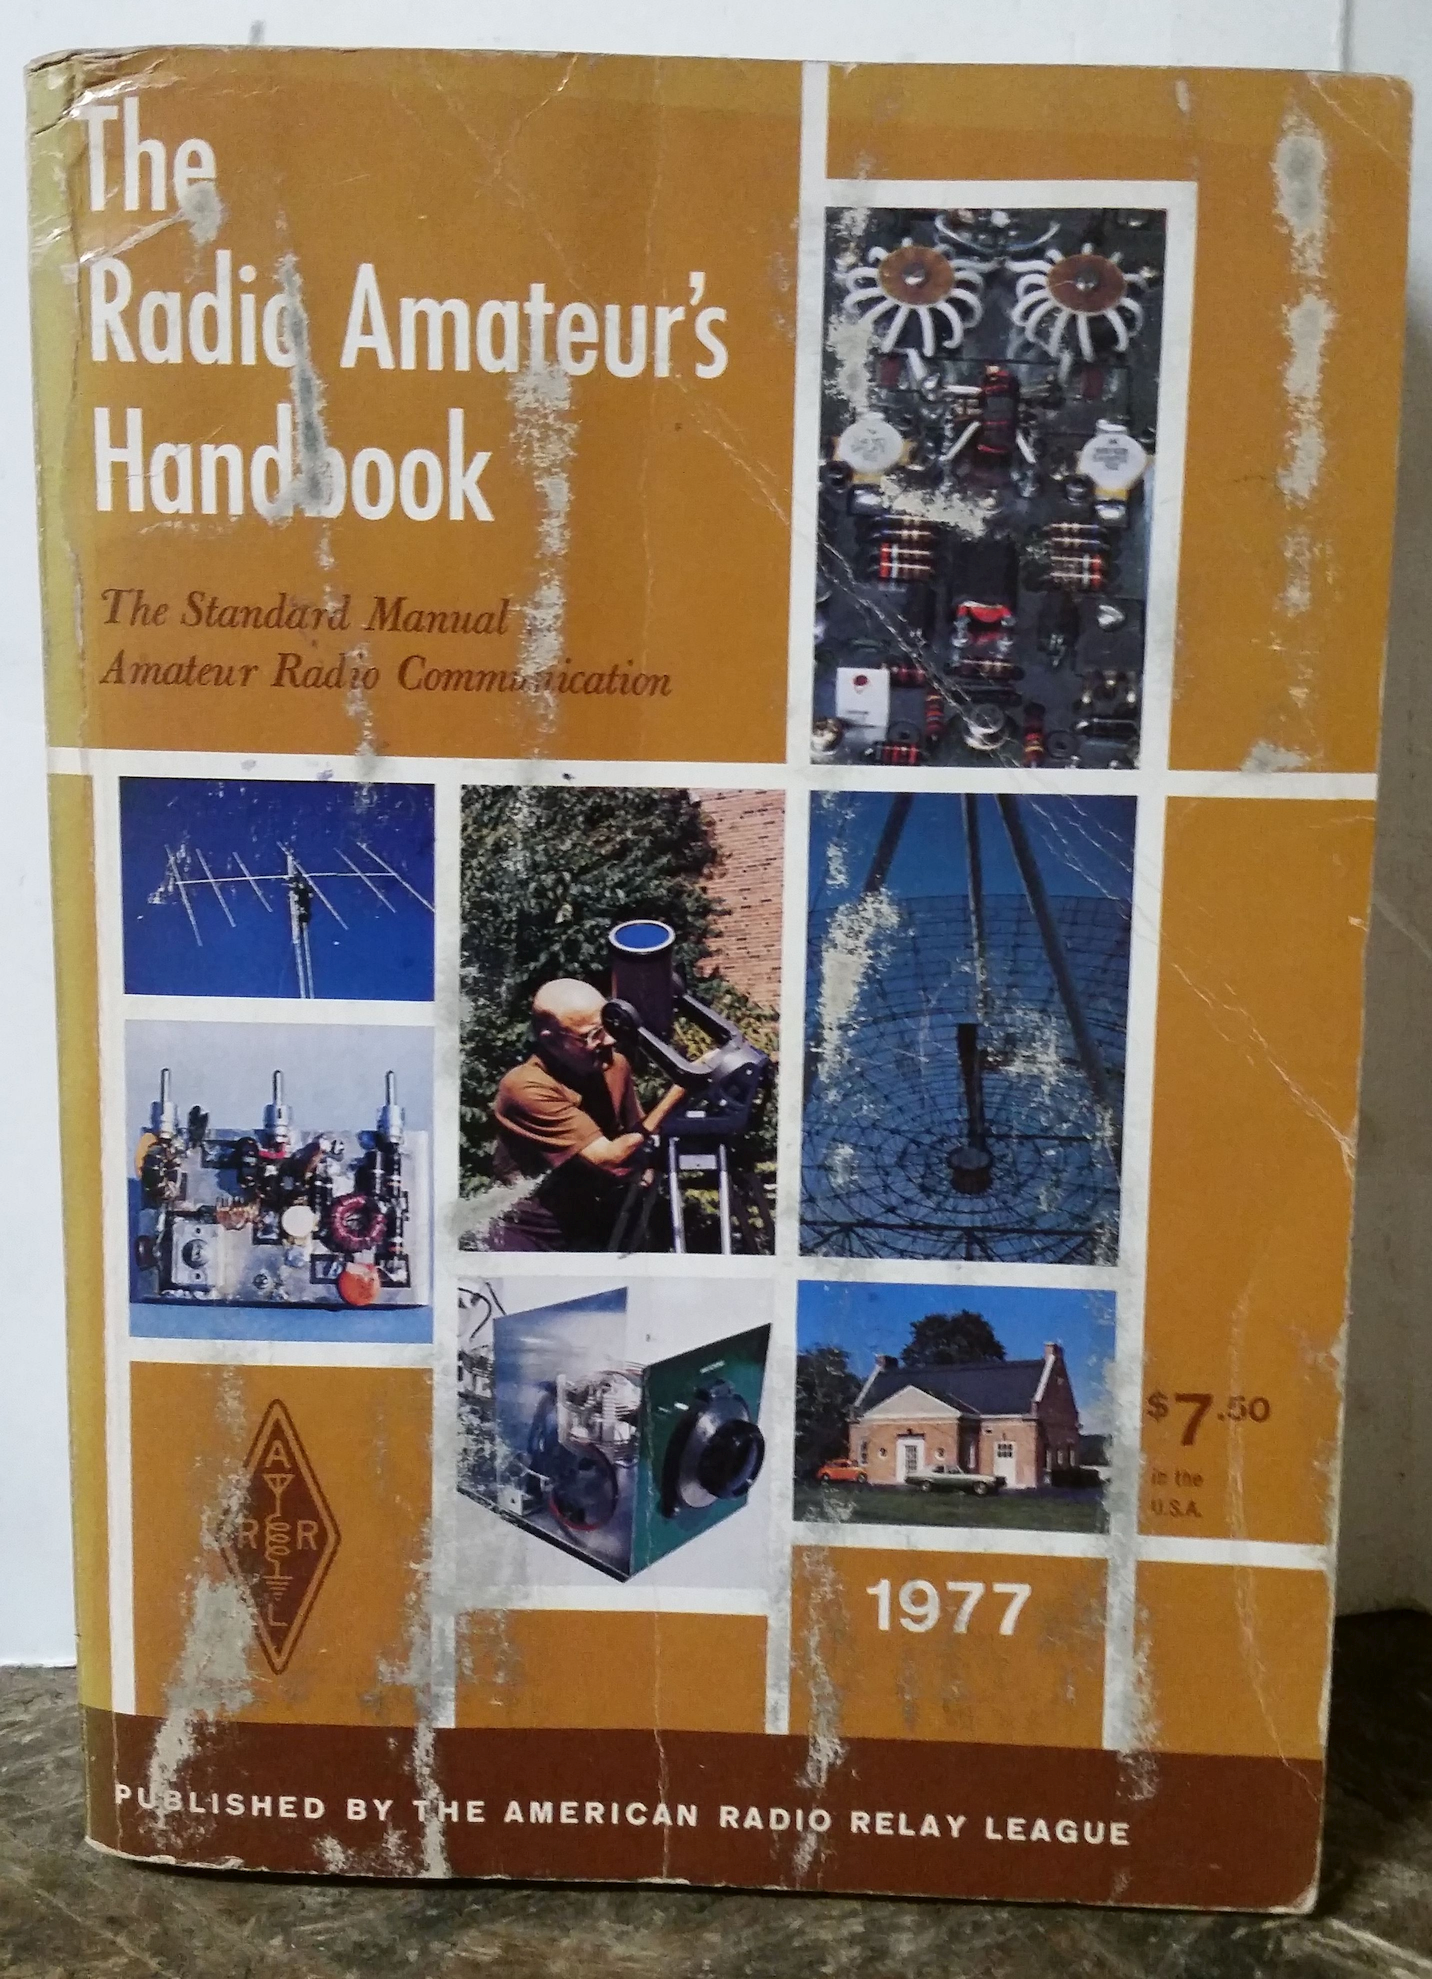 The
Radio Amateur's
Handbook
The Standard Manual
Amateur Radio Communication
A
R R
L
$7.50
in the
U.S.A.
1977
PUBLISHED BY THE AMERICAN RADIO RELAY LEAGUE